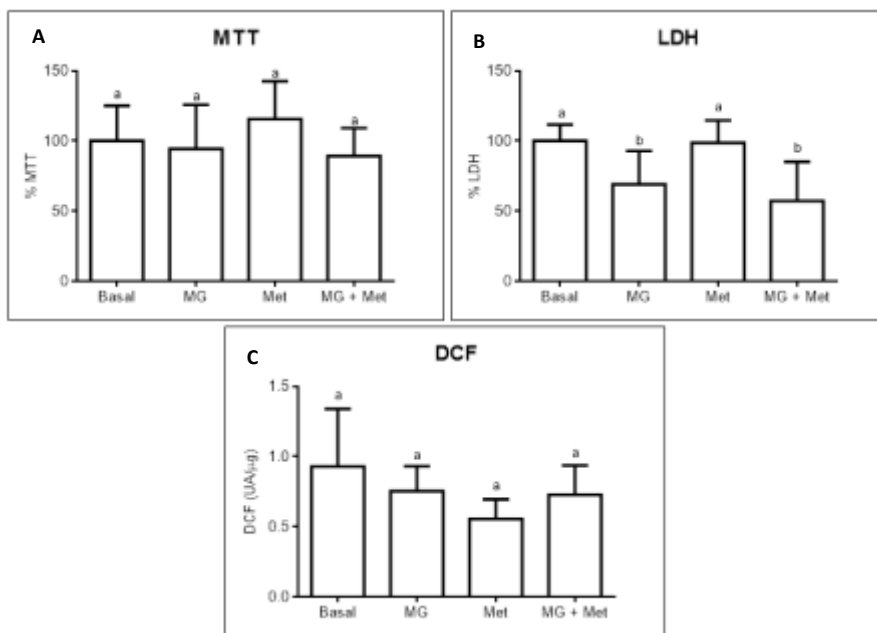 A
MTT
% MTT
150
100
50
0
a
a
a
a
Basal
MG
Met
MG + Met
B
LDH
% LDH
150
100
50
0
a
b
a
b
Basal
MG
Met
MG + Met
C
DCF
DCF (UA/µg)
1.5
1.0
0.5
0.0
a
a
a
a
Basal
MG
Met
MG + Met